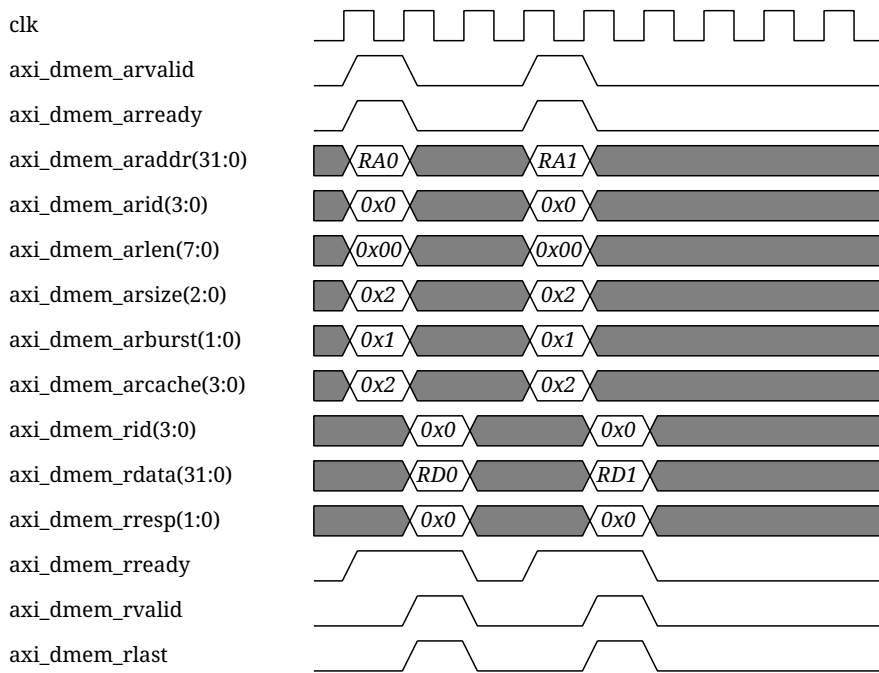 clk
axi_dmem_arvalid
axi_dmem_arready
axi_dmem_araddr(31:0) RA0 RA1
axi_dmem_arid(3:0) 0x0 0x0
axi_dmem_arlen(7:0) 0x00 0x00
axi_dmem_arsize(2:0) 0x2 0x2
axi_dmem_arburst(1:0) 0x1 0x1
axi_dmem_arcache(3:0) 0x2 0x2
axi_dmem_rid(3:0) 0x0 0x0
axi_dmem_rdata(31:0) RD0 RD1
axi_dmem_rresp(1:0) 0x0 0x0
axi_dmem_rready
axi_dmem_rvalid
axi_dmem_rlast